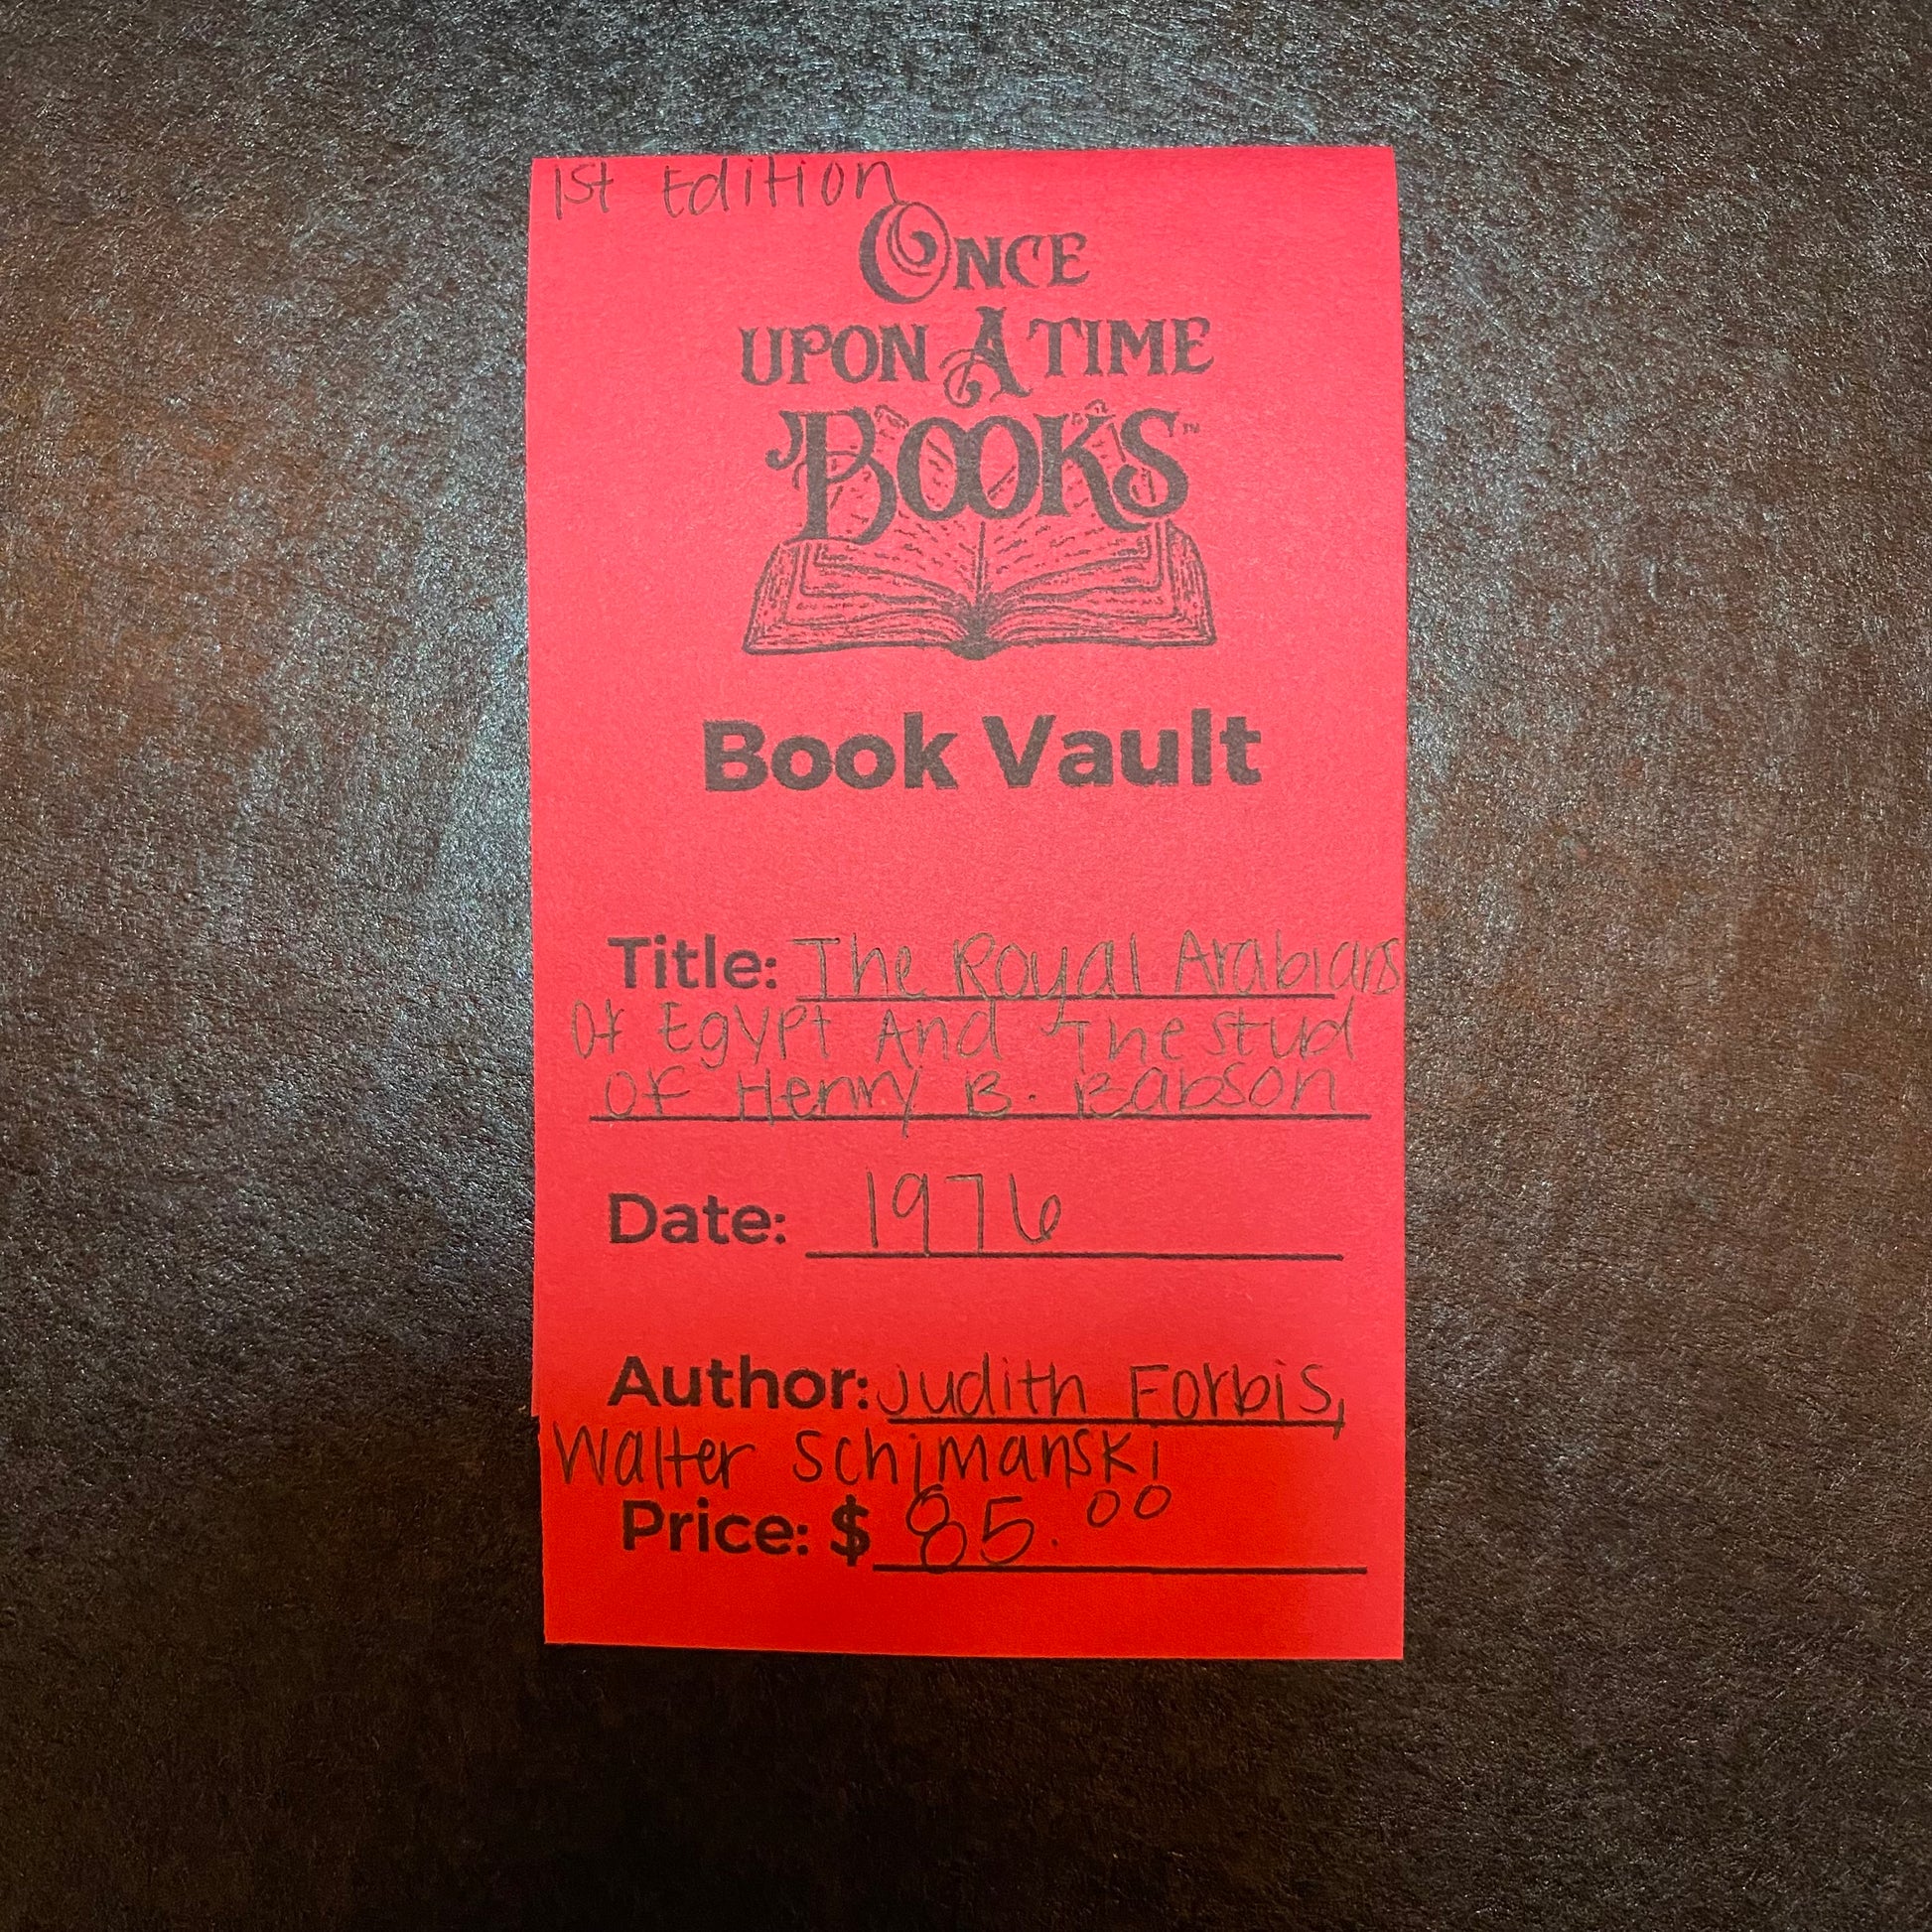 1st Edition
ONCE
UPON A TIME
BOOKS™
Book Vault
Title: The Royal Arabians
Of Egypt And The Stud
Of Henry B. Babson
Date: 1976
Author: Judith Forbis,
Walter Schimanski
Price: $ 85.00